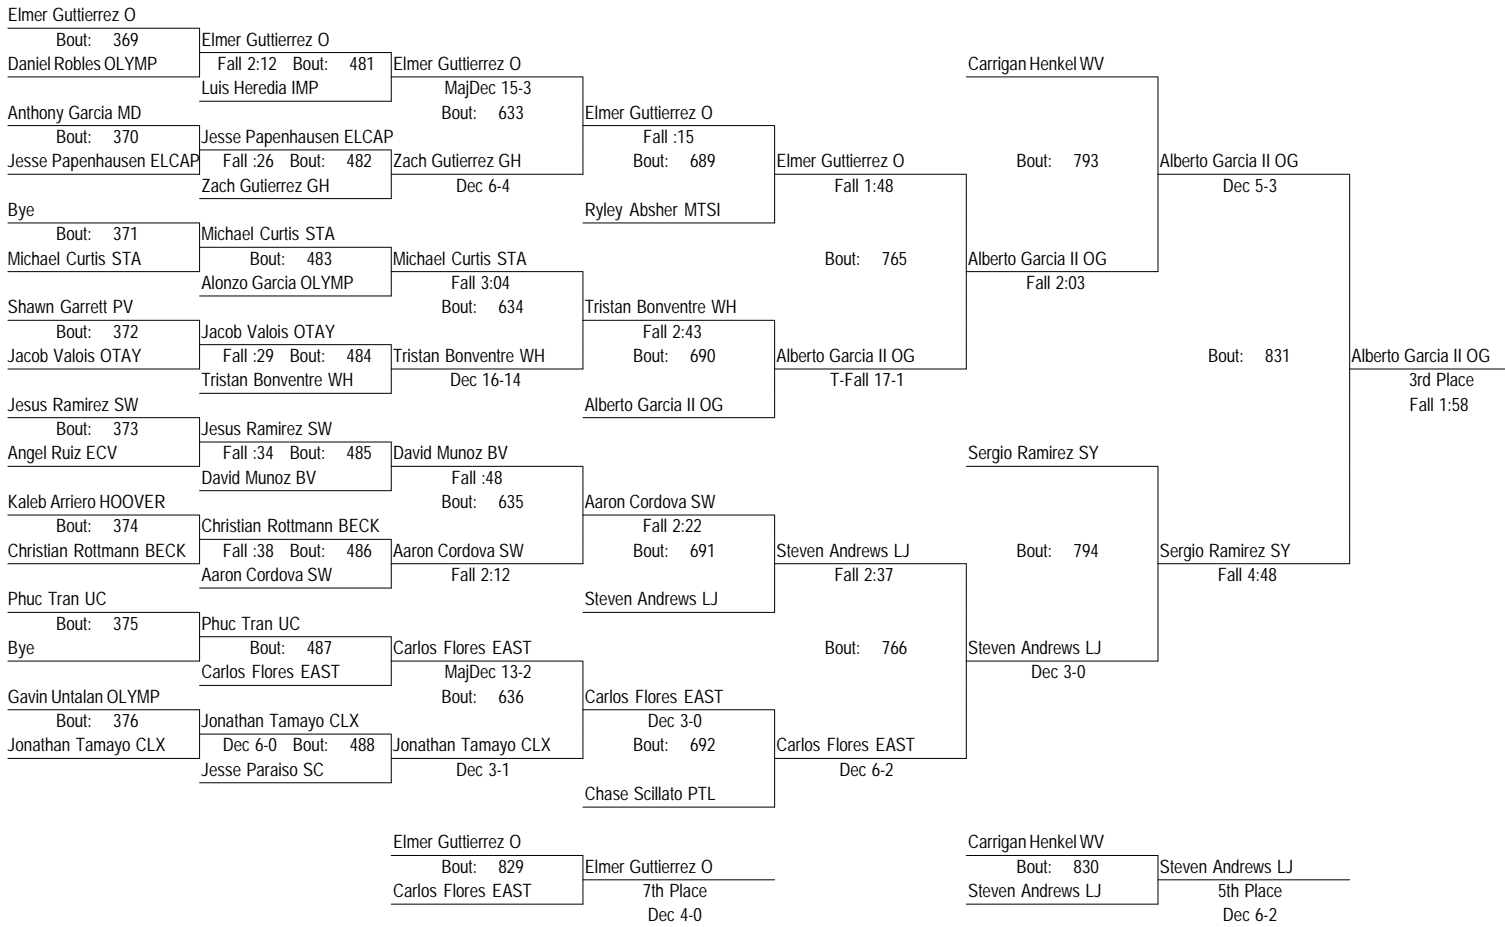 Elmer Guttierrez O
Bout: 369
Elmer Guttierrez O
Daniel Robles OLYMP
Fall 2:12 Bout: 481
Elmer Guttierrez O
Carrigan Henkel WV
Luis Heredia IMP
MajDec 15-3
Anthony Garcia MD
Bout: 633
Elmer Guttierrez O
Bout: 370
Jesse Papenhausen ELCAP
Fall :15
Jesse Papenhausen ELCAP
Fall :26 Bout: 482
Zach Gutierrez GH
Bout: 689
Elmer Guttierrez O
Bout: 793
Alberto Garcia II OG
Zach Gutierrez GH
Dec 6-4
Fall 1:48
Dec 5-3
Bye
Ryley Absher MTSI
Bout: 371
Michael Curtis STA
Michael Curtis STA
Bout: 483
Michael Curtis STA
Bout: 765
Alberto Garcia II OG
Alonzo Garcia OLYMP
Fall 3:04
Fall 2:03
Shawn Garrett PV
Bout: 634
Tristan Bonventre WH
Bout: 372
Jacob Valois OTAY
Fall 2:43
Jacob Valois OTAY
Fall :29 Bout: 484
Tristan Bonventre WH
Bout: 690
Alberto Garcia II OG
Bout: 831
Alberto Garcia II OG
Tristan Bonventre WH
Dec 16-14
T-Fall 17-1
3rd Place
Jesus Ramirez SW
Alberto Garcia II OG
Fall 1:58
Bout: 373
Jesus Ramirez SW
Angel Ruiz ECV
Fall :34 Bout: 485
David Munoz BV
Sergio Ramirez SY
David Munoz BV
Fall :48
Kaleb Arriero HOOVER
Bout: 635
Aaron Cordova SW
Bout: 374
Christian Rottmann BECK
Fall 2:22
Christian Rottmann BECK
Fall :38 Bout: 486
Aaron Cordova SW
Bout: 691
Steven Andrews LJ
Bout: 794
Sergio Ramirez SY
Aaron Cordova SW
Fall 2:12
Fall 2:37
Fall 4:48
Phuc Tran UC
Steven Andrews LJ
Bout: 375
Phuc Tran UC
Bye
Bout: 487
Carlos Flores EAST
Bout: 766
Steven Andrews LJ
Carlos Flores EAST
MajDec 13-2
Dec 3-0
Gavin Untalan OLYMP
Bout: 636
Carlos Flores EAST
Bout: 376
Jonathan Tamayo CLX
Dec 3-0
Jonathan Tamayo CLX
Dec 6-0 Bout: 488
Jonathan Tamayo CLX
Bout: 692
Carlos Flores EAST
Jesse Paraiso SC
Dec 3-1
Dec 6-2
Chase Scillato PTL
Elmer Guttierrez O
Carrigan Henkel WV
Bout: 829
Elmer Guttierrez O
Bout: 830
Steven Andrews LJ
Carlos Flores EAST
7th Place
Steven Andrews LJ
5th Place
Dec 4-0
Dec 6-2